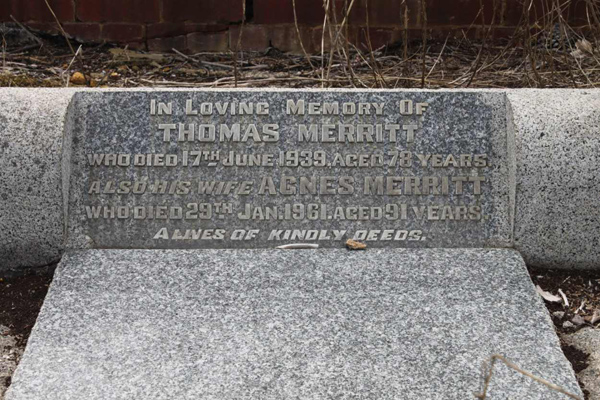 In Loving Memory Of
THOMAS MERRITT
WHO DIED 17TH JUNE 1939, AGED 78 YEARS.
ALSO HIS WIFE AGNES MERRITT
WHO DIED 29TH JAN. 1961. AGED 91 YEARS.
A LIVES OF KINDLY DEEDS.